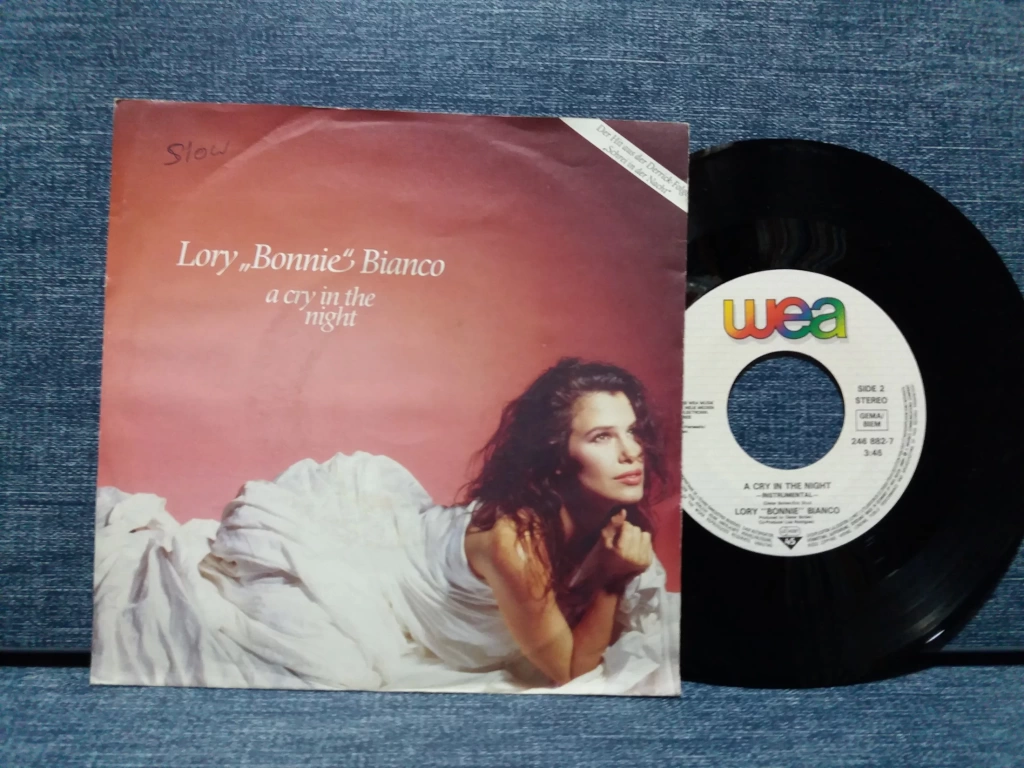 Slow
Der Hit aus der Derrick-Folge
„Schrei in der Nacht"
Lory „Bonnie“ Bianco
a cry in the
night
wea
SIDE 2
STEREO
GEMA/
BIEM
246 882-7
3:46
A CRY IN THE NIGHT
—INSTRUMENTAL—
LORY "BONNIE" BIANCO
45